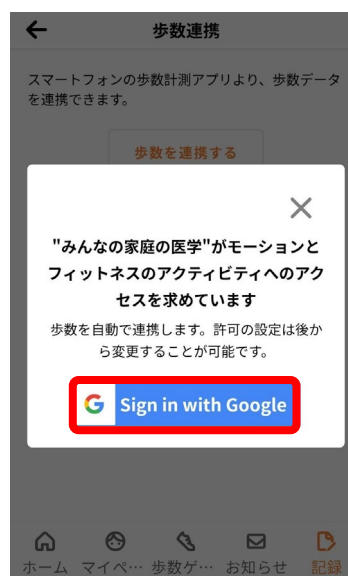 歩数連携
スマートフォンの歩数計測アプリより、歩数データ
を連携できます。
歩数を連携する
"みんなの家庭の医学"がモーションと
フィットネスのアクティビティへのアク
セスを求めています
歩数を自動で連携します。許可の設定は後か
ら変更することが可能です。
Sign in with Google
ホーム マイペ… 歩数ゲ… お知らせ 記録